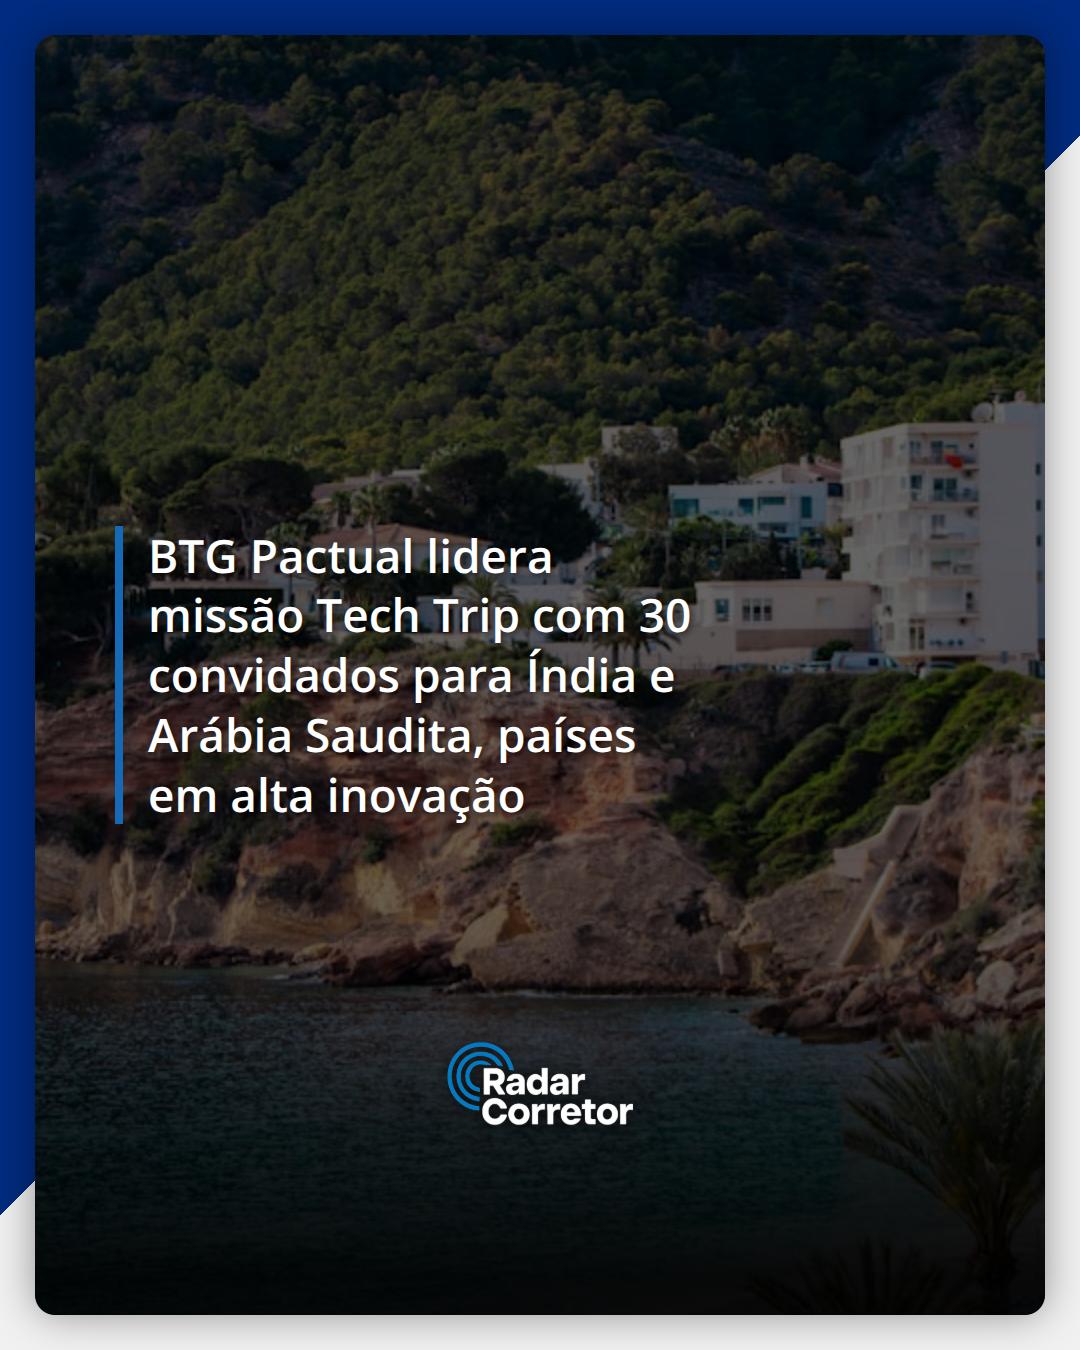 BTG Pactual lidera
missão Tech Trip com 30
convidados para Índia e
Arábia Saudita, países
em alta inovação
Radar
Corretor